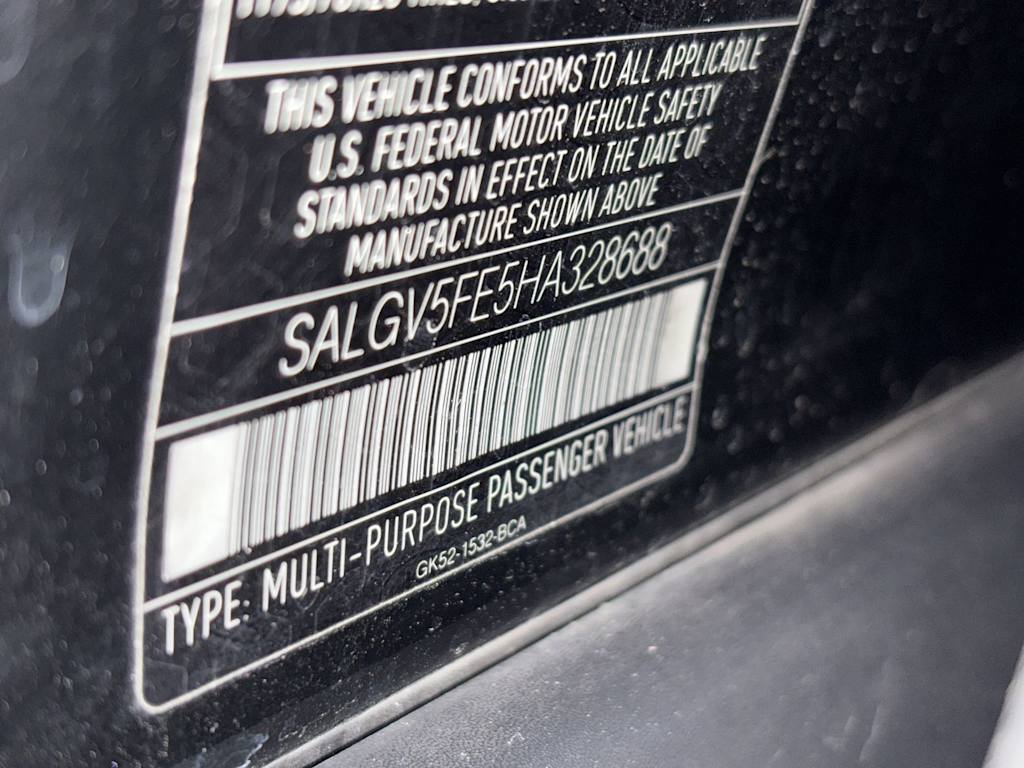 THIS VEHICLE CONFORMS TO ALL APPLICABLE
U.S. FEDERAL MOTOR VEHICLE SAFETY
STANDARDS IN EFFECT ON THE DATE OF
MANUFACTURE SHOWN ABOVE
SALGV5FE5HA328688
TYPE: MULTI-PURPOSE PASSENGER VEHICLE
GK52-1532-BCA